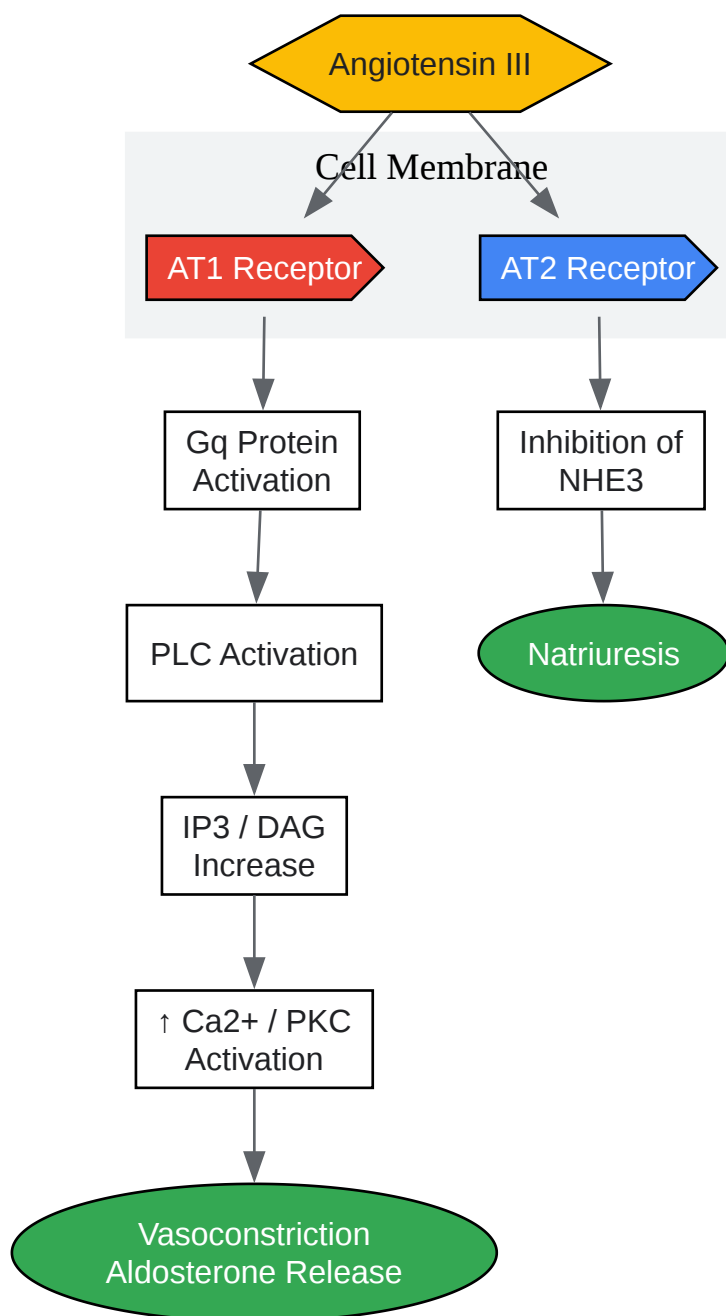 Angiotensin III
Cell Membrane
AT1 Receptor
AT2 Receptor
Gq Protein
Activation
Inhibition of
NHE3
PLC Activation
Natriuresis
IP3 / DAG
Increase
↑ Ca2+ / PKC
Activation
Vasoconstriction
Aldosterone Release